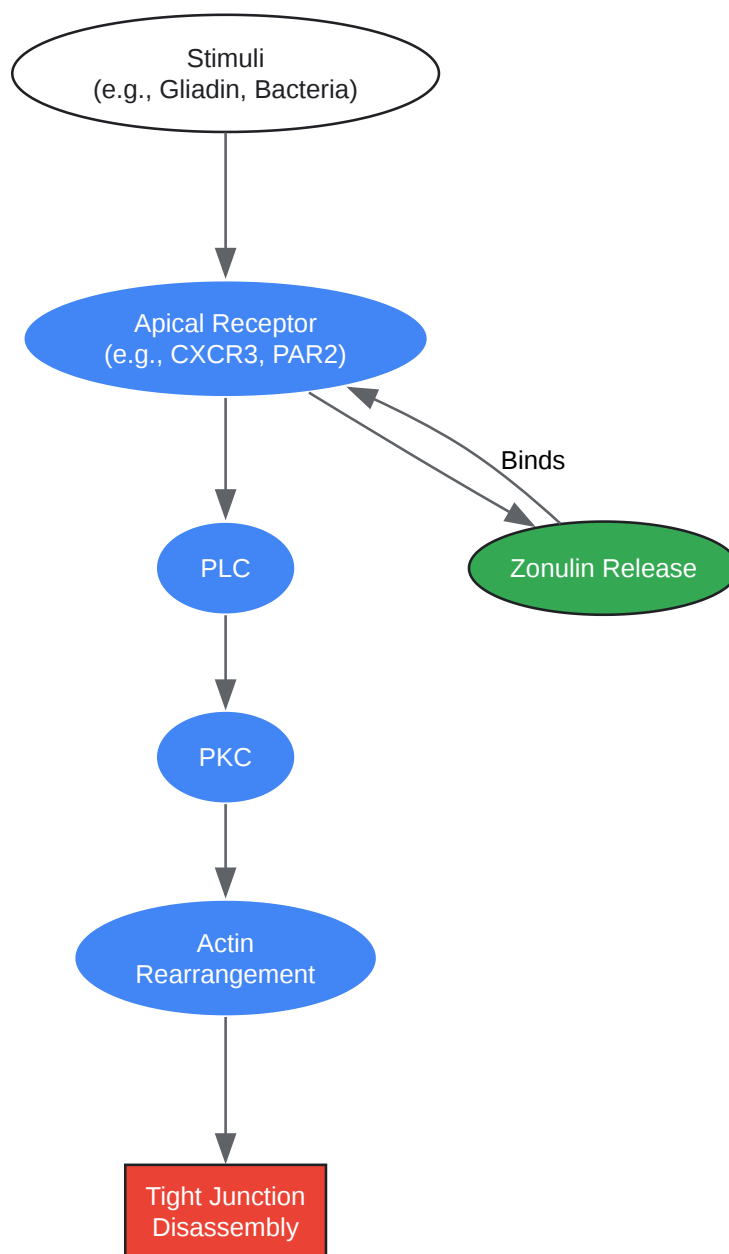 Stimuli
(e.g., Gliadin, Bacteria)
Apical Receptor
(e.g., CXCR3, PAR2)
Binds
PLC
Zonulin Release
PKC
Actin
Rearrangement
Tight Junction
Disassembly